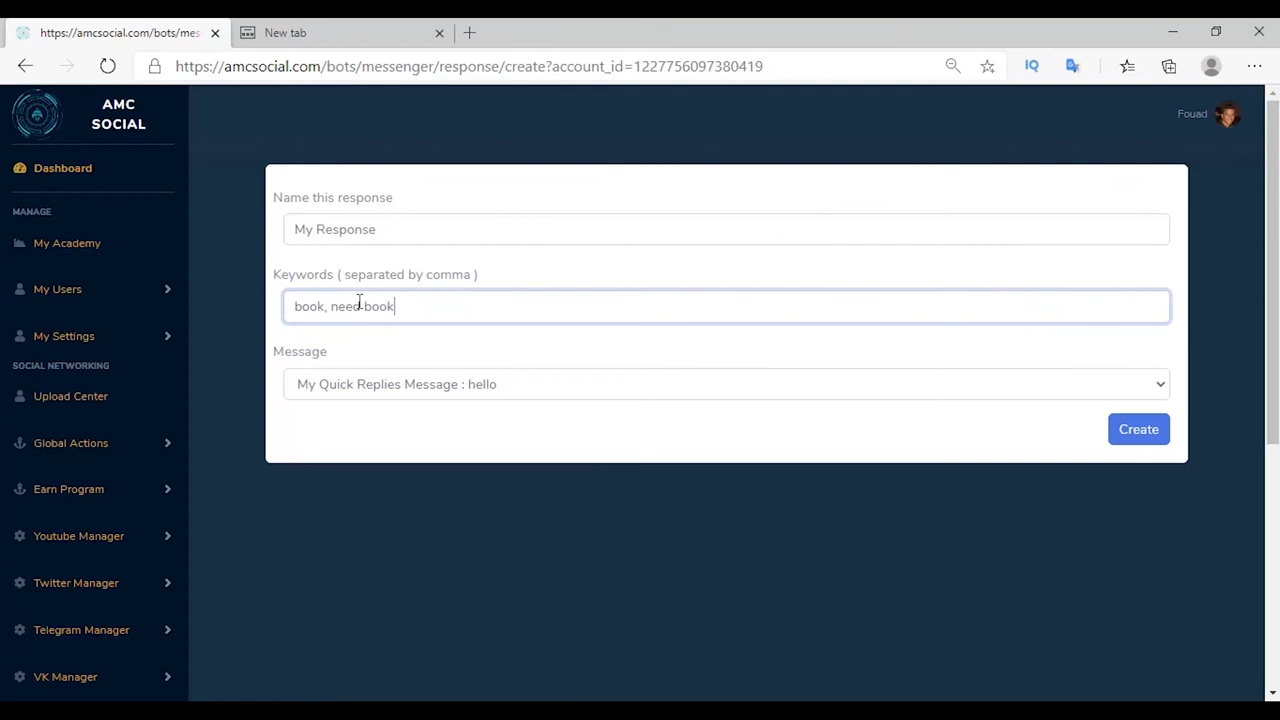 https://amcsocial.com/bots/mes
New tab
https://amcsocial.com/bots/messenger/response/create?account_id=1227756097380419
IQ
AMC
SOCIAL
Fouad
Dashboard
MANAGE
My Academy
My Users
My Settings
SOCIAL NETWORKING
Upload Center
Global Actions
Earn Program
Youtube Manager
Twitter Manager
Telegram Manager
VK Manager
Name this response
My Response
Keywords ( separated by comma )
book, need book
Message
My Quick Replies Message : hello
Create